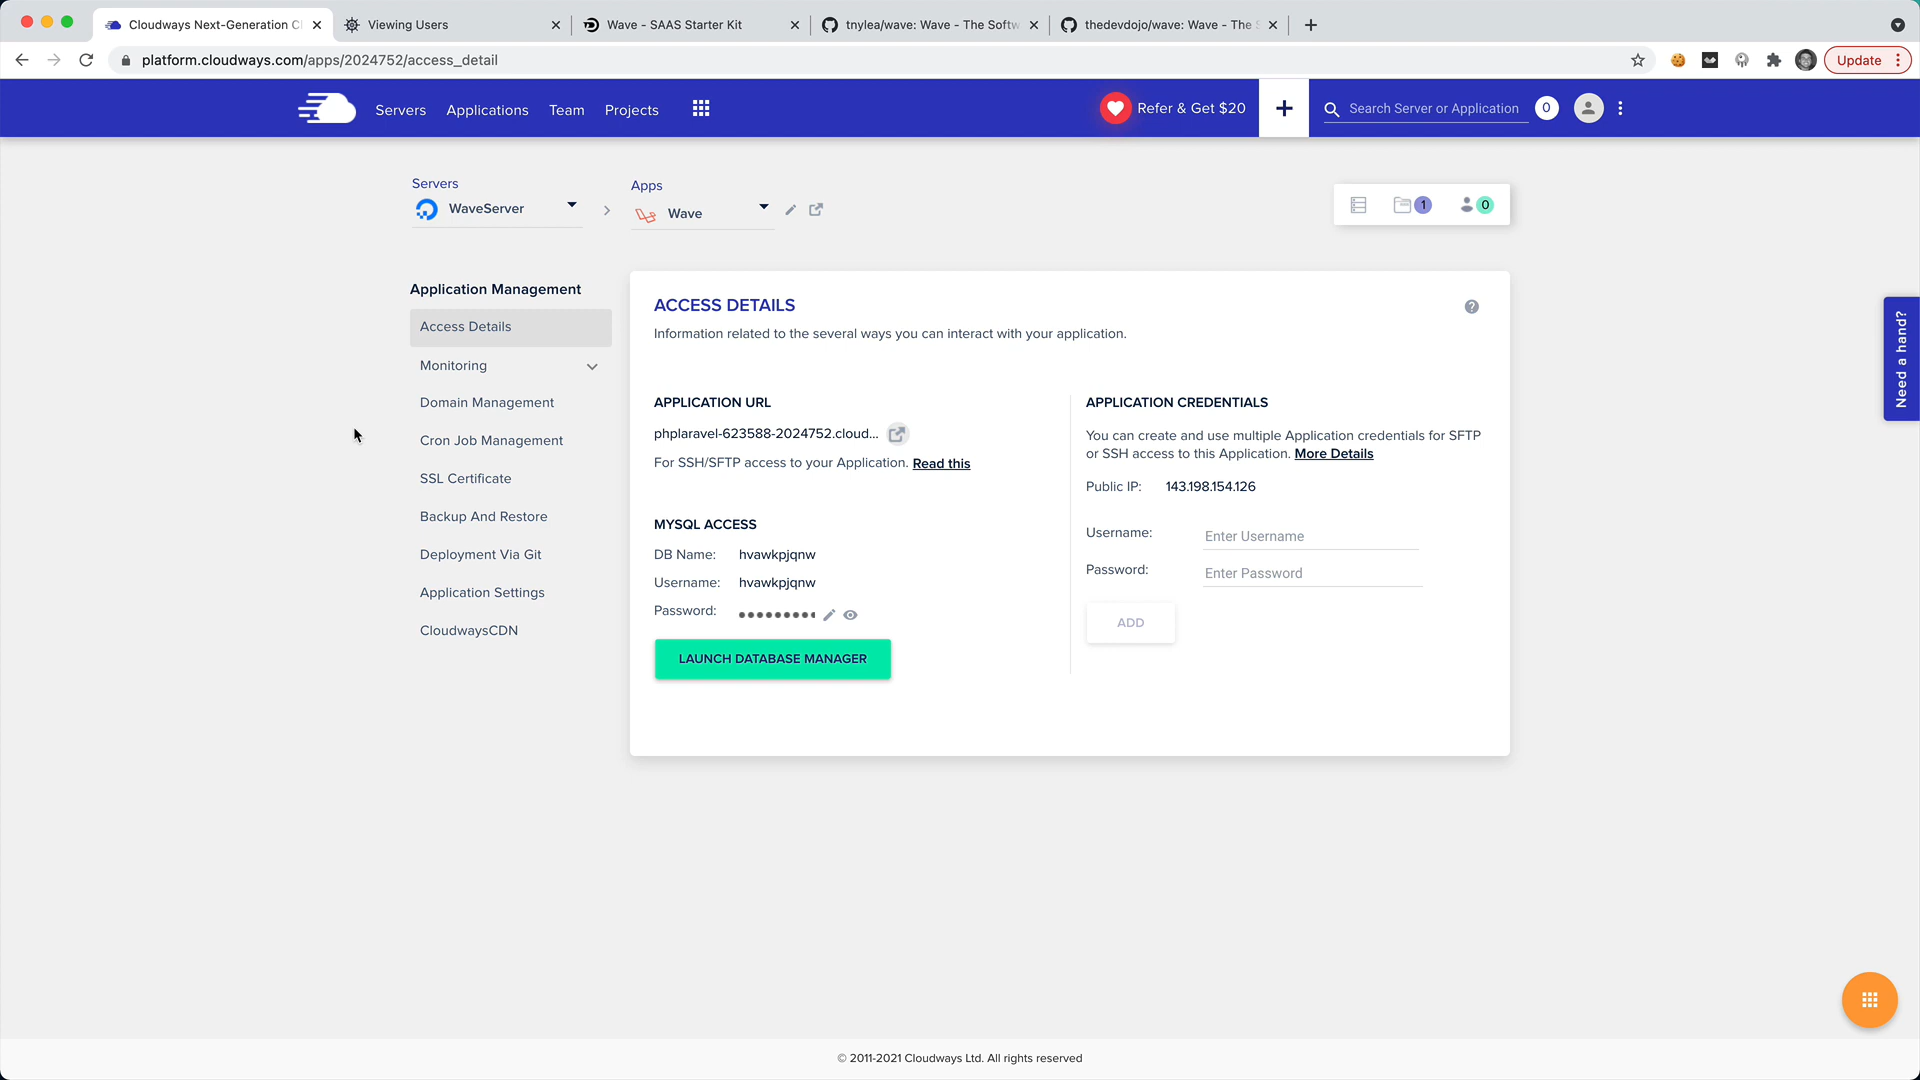 Cloudways Next-Generation Cl
Viewing Users
Wave - SAAS Starter Kit
tnylea/wave: Wave - The Softw
thedevdojo/wave: Wave - The S
platform.cloudways.com/apps/2024752/access_detail
Update
Servers
Applications
Team
Projects
Refer & Get $20
Search Server or Application
0
Servers
WaveServer
Apps
Wave
1
0
Application Management
Access Details
Monitoring
Domain Management
Cron Job Management
SSL Certificate
Backup And Restore
Deployment Via Git
Application Settings
CloudwaysCDN
ACCESS DETAILS
Information related to the several ways you can interact with your application.
APPLICATION URL
phplaravel-623588-2024752.cloud...
For SSH/SFTP access to your Application. Read this
MYSQL ACCESS
DB Name: hvawkpjqnw
Username: hvawkpjqnw
Password:
LAUNCH DATABASE MANAGER
APPLICATION CREDENTIALS
You can create and use multiple Application credentials for SFTP
or SSH access to this Application. More Details
Public IP: 143.198.154.126
Username: Enter Username
Password: Enter Password
ADD
Need a hand?
© 2011-2021 Cloudways Ltd. All rights reserved